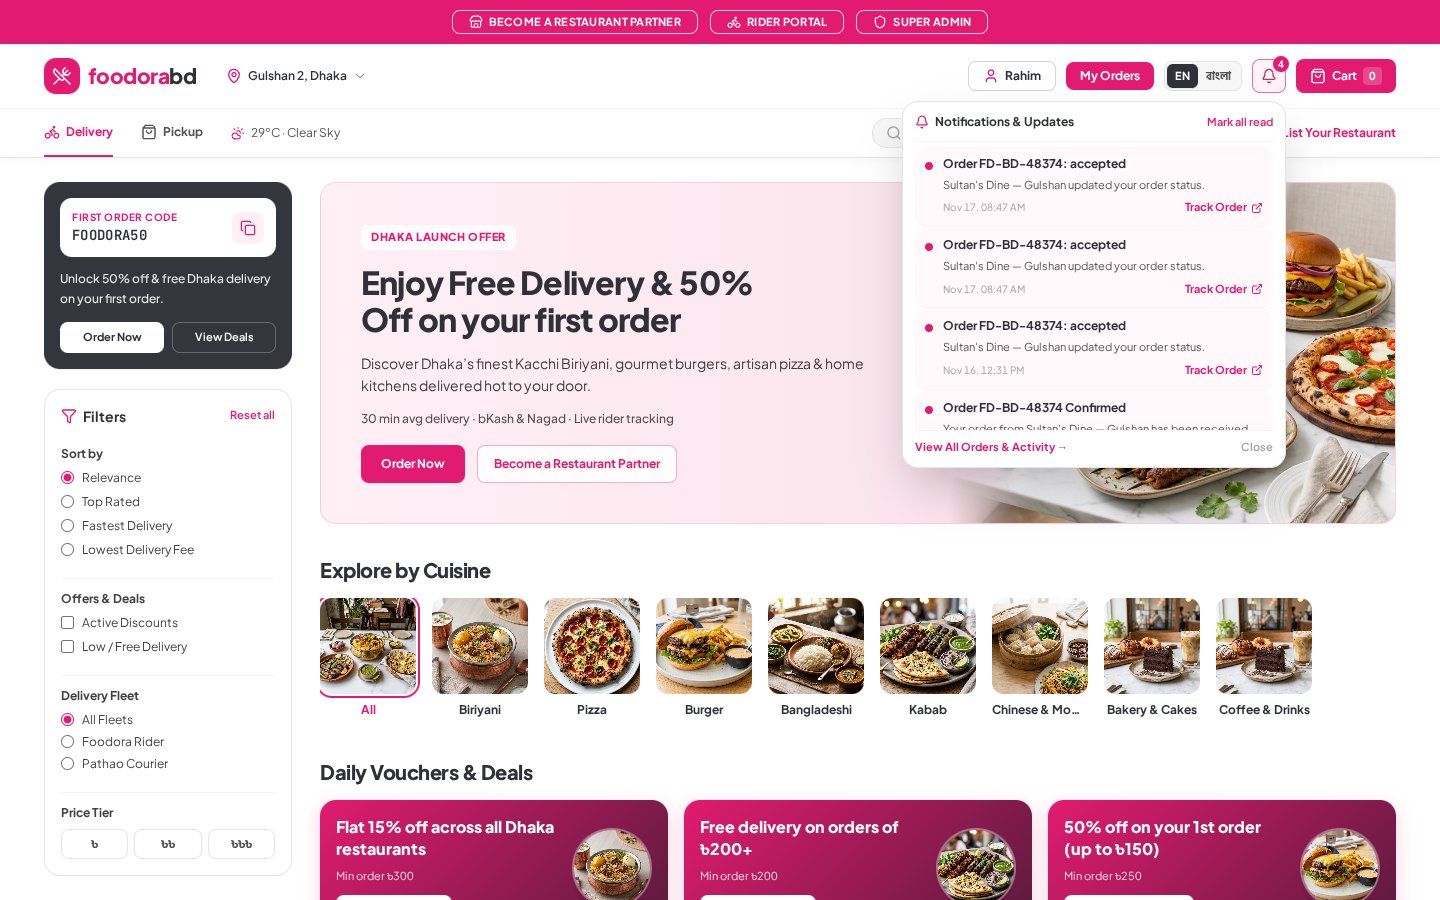 BECOME A RESTAURANT PARTNER
RIDER PORTAL
SUPER ADMIN
foodorabd
Gulshan 2, Dhaka
Rahim
My Orders
EN
বাংলা
4
Cart 0
Delivery
Pickup
29°C · Clear Sky
List Your Restaurant
Notifications & Updates
Mark all read
Order FD-BD-48374: accepted
Sultan's Dine — Gulshan updated your order status.
Nov 17, 08:47 AM
Track Order
Order FD-BD-48374: accepted
Sultan's Dine — Gulshan updated your order status.
Nov 17, 08:47 AM
Track Order
Order FD-BD-48374: accepted
Sultan's Dine — Gulshan updated your order status.
Nov 16, 12:31 PM
Track Order
Order FD-BD-48374 Confirmed
Your order from Sultan's Dine — Gulshan has been received
View All Orders & Activity →
Close
FIRST ORDER CODE
FOODORA50
Unlock 50% off & free Dhaka delivery
on your first order.
Order Now
View Deals
Filters
Reset all
Sort by
Relevance
Top Rated
Fastest Delivery
Lowest Delivery Fee
Offers & Deals
Active Discounts
Low / Free Delivery
Delivery Fleet
All Fleets
Foodora Rider
Pathao Courier
Price Tier
৳
৳৳
৳৳৳
DHAKA LAUNCH OFFER
Enjoy Free Delivery & 50%
Off on your first order
Discover Dhaka's finest Kacchi Biriyani, gourmet burgers, artisan pizza & home
kitchens delivered hot to your door.
30 min avg delivery · bKash & Nagad · Live rider tracking
Order Now
Become a Restaurant Partner
Explore by Cuisine
All
Biriyani
Pizza
Burger
Bangladeshi
Kabab
Chinese & Mo...
Bakery & Cakes
Coffee & Drinks
Daily Vouchers & Deals
Flat 15% off across all Dhaka
restaurants
Min order ৳300
Free delivery on orders of
৳200+
Min order ৳200
50% off on your 1st order
(up to ৳150)
Min order ৳250